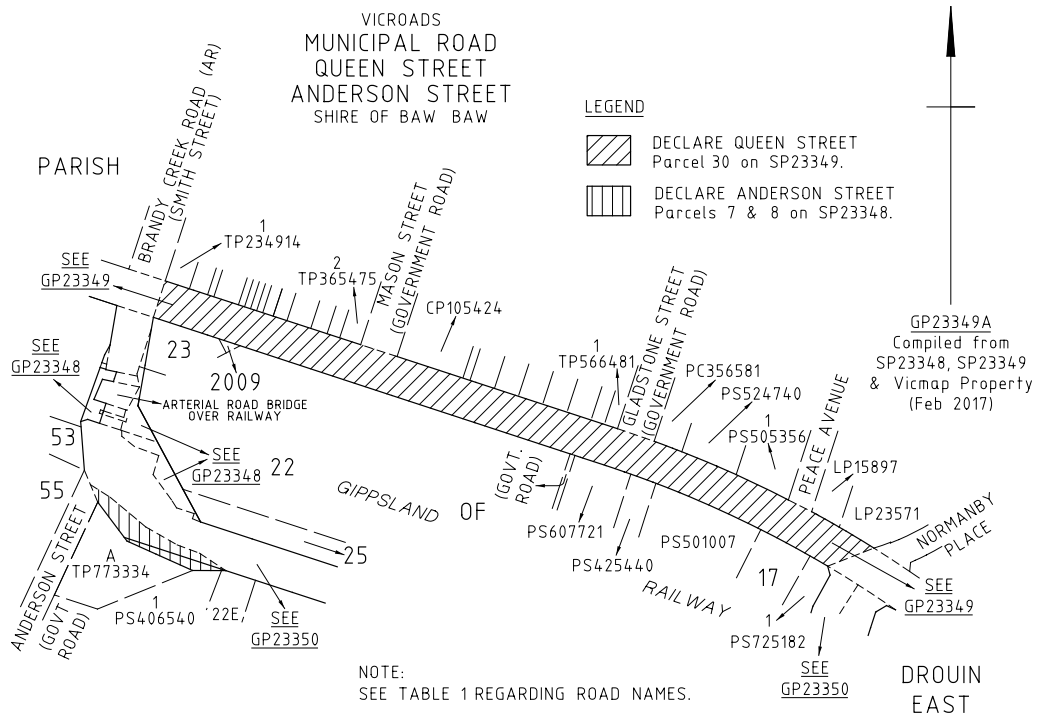 VICROADS
MUNICIPAL ROAD
QUEEN STREET
ANDERSON STREET
SHIRE OF BAW BAW
LEGEND
DECLARE QUEEN STREET
Parcel 30 on SP23349.
DECLARE ANDERSON STREET
Parcels 7 & 8 on SP23348.
PARISH
BRANDY CREEK ROAD (AR)
(SMITH STREET)
1
TP234914
2
TP365475
MASON STREET
(GOVERNMENT ROAD)
CP105424
SEE
GP23349
GP23349A
Compiled from
SP23348, SP23349
& Vicmap Property
(Feb 2017)
SEE
GP23348
23
2009
ARTERIAL ROAD BRIDGE
OVER RAILWAY
1
TP566481
GLADSTONE STREET
(GOVERNMENT ROAD)
PC356581
PS524740
1
PS505356
PEACE AVENUE
LP15897
LP23571
NORMANBY
PLACE
53
SEE
GP23348
22
55
GIPPSLAND
OF
(GOVT.
ROAD)
PS607721
PS425440
PS501007
RAILWAY
17
25
ANDERSON STREET
(GOVT.
ROAD)
A
TP773334
1
PS406540
22E
SEE
GP23350
1
PS725182
SEE
GP23350
SEE
GP23349
DROUIN
EAST
NOTE:
SEE TABLE 1 REGARDING ROAD NAMES.